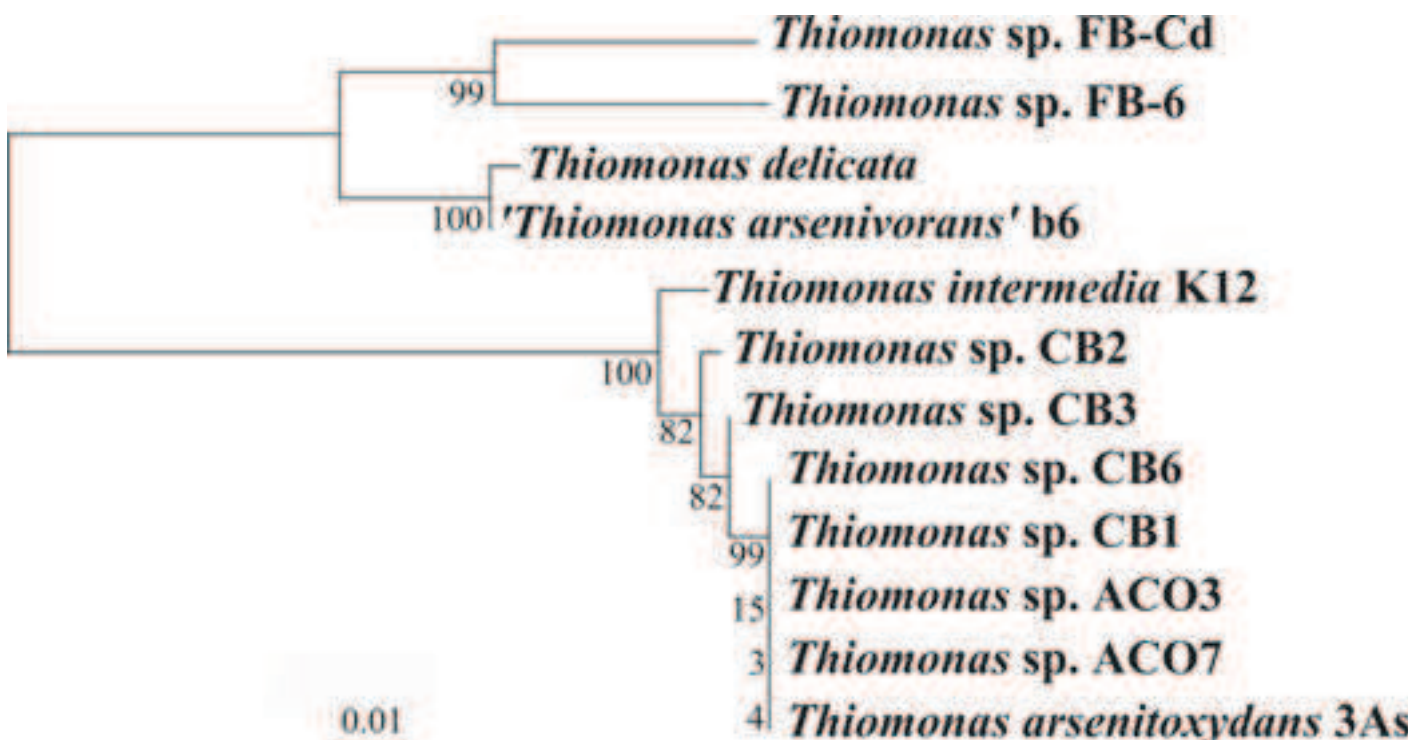 Thiomonas sp. FB-Cd
99
Thiomonas sp. FB-6
Thiomonas delicata
100 'Thiomonas arsenivorans' b6
Thiomonas intermedia K12
Thiomonas sp. CB2
100
Thiomonas sp. CB3
82
Thiomonas sp. CB6
82
Thiomonas sp. CB1
99
15 Thiomonas sp. ACO3
3 Thiomonas sp. ACO7
0.01
4 Thiomonas arsenitoxydans 3As